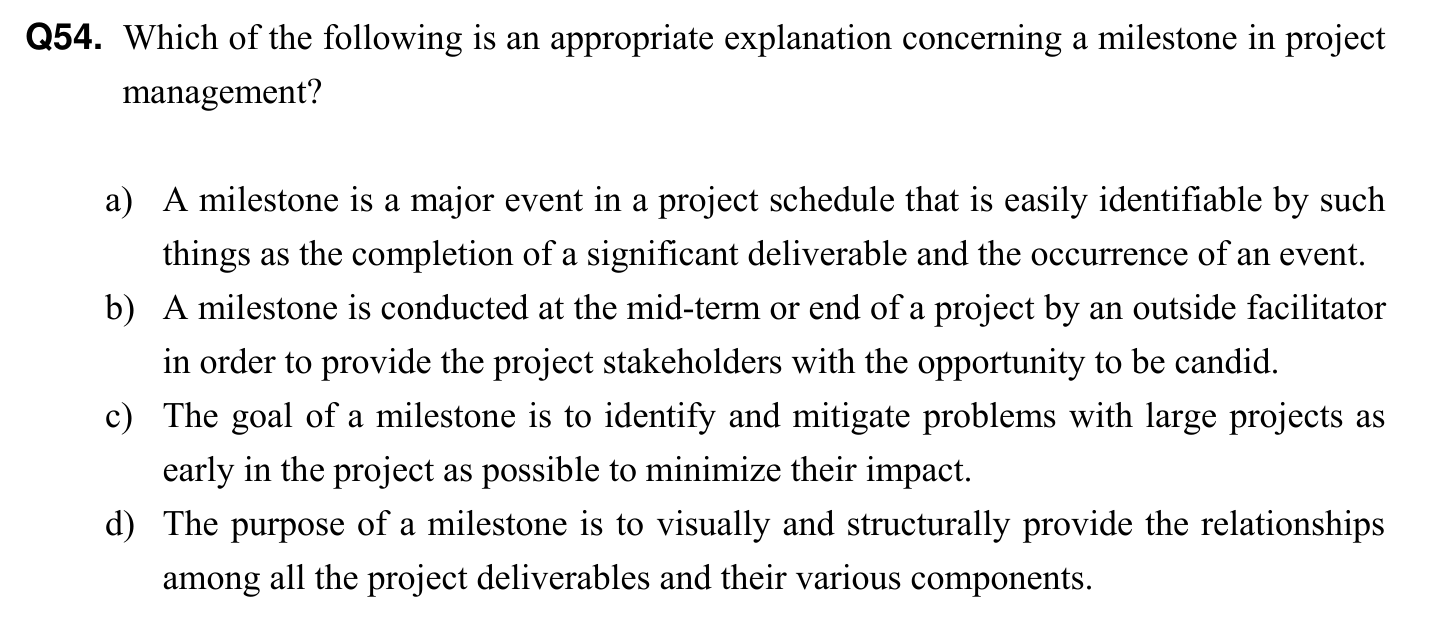 Q54. Which of the following is an appropriate explanation concerning a milestone in project
management?
a) A milestone is a major event in a project schedule that is easily identifiable by such
things as the completion of a significant deliverable and the occurrence of an event.
b) A milestone is conducted at the mid-term or end of a project by an outside facilitator
in order to provide the project stakeholders with the opportunity to be candid.
c) The goal of a milestone is to identify and mitigate problems with large projects as
early in the project as possible to minimize their impact.
d) The purpose of a milestone is to visually and structurally provide the relationships
among all the project deliverables and their various components.